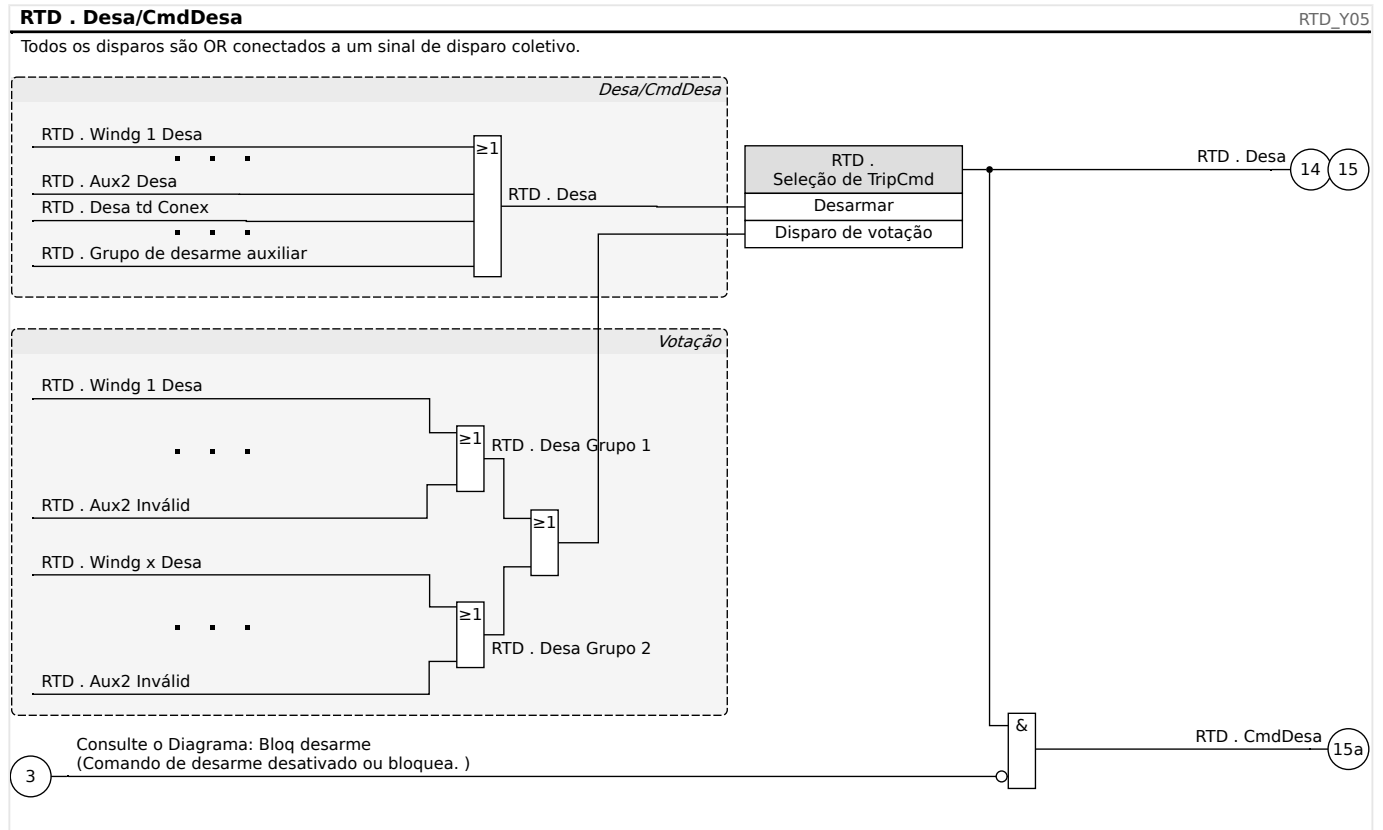 RTD . Desa/CmdDesa
RTD_Y05
Todos os disparos são OR conectados a um sinal de disparo coletivo.
Desa/CmdDesa
RTD . Windg 1 Desa
≥1
RTD . Aux2 Desa
RTD . Desa td Conex
RTD . Grupo de desarme auxiliar
RTD . Desa
RTD .
Seleção de TripCmd
Desarmar
Disparo de votação
RTD . Desa
14
15
Votação
RTD . Windg 1 Desa
≥1
RTD . Desa Grupo 1
RTD . Aux2 Inválid
≥1
RTD . Windg x Desa
≥1
RTD . Desa Grupo 2
RTD . Aux2 Inválid
&
RTD . CmdDesa
15a
Consulte o Diagrama: Bloq desarme
(Comando de desarme desativado ou bloquea. )
3